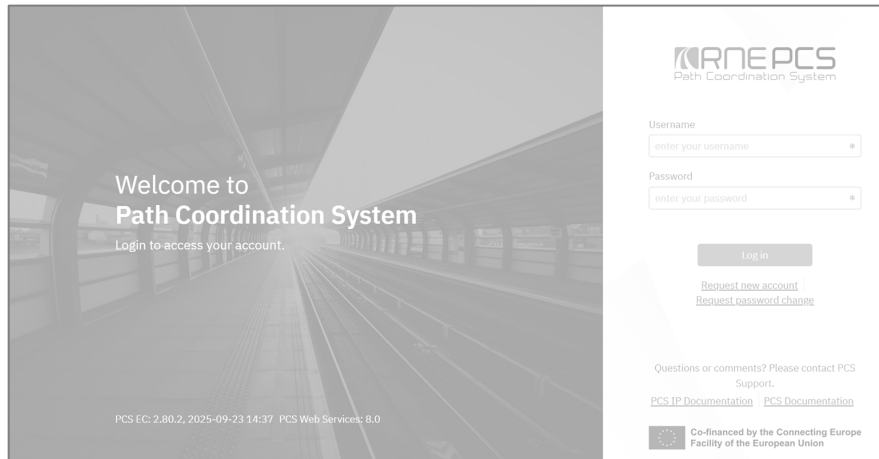 Welcome to
Path Coordination System
Login to access your account.
PCS EC: 2.80.2, 2025-09-23 14:37 PCS Web Services: 8.0
RNE PCS
Path Coordination System
Username
enter your username *
Password
enter your password *
Log in
Request new account
Request password change
Questions or comments? Please contact PCS
Support.
PCS IP Documentation PCS Documentation
Co-financed by the Connecting Europe
Facility of the European Union